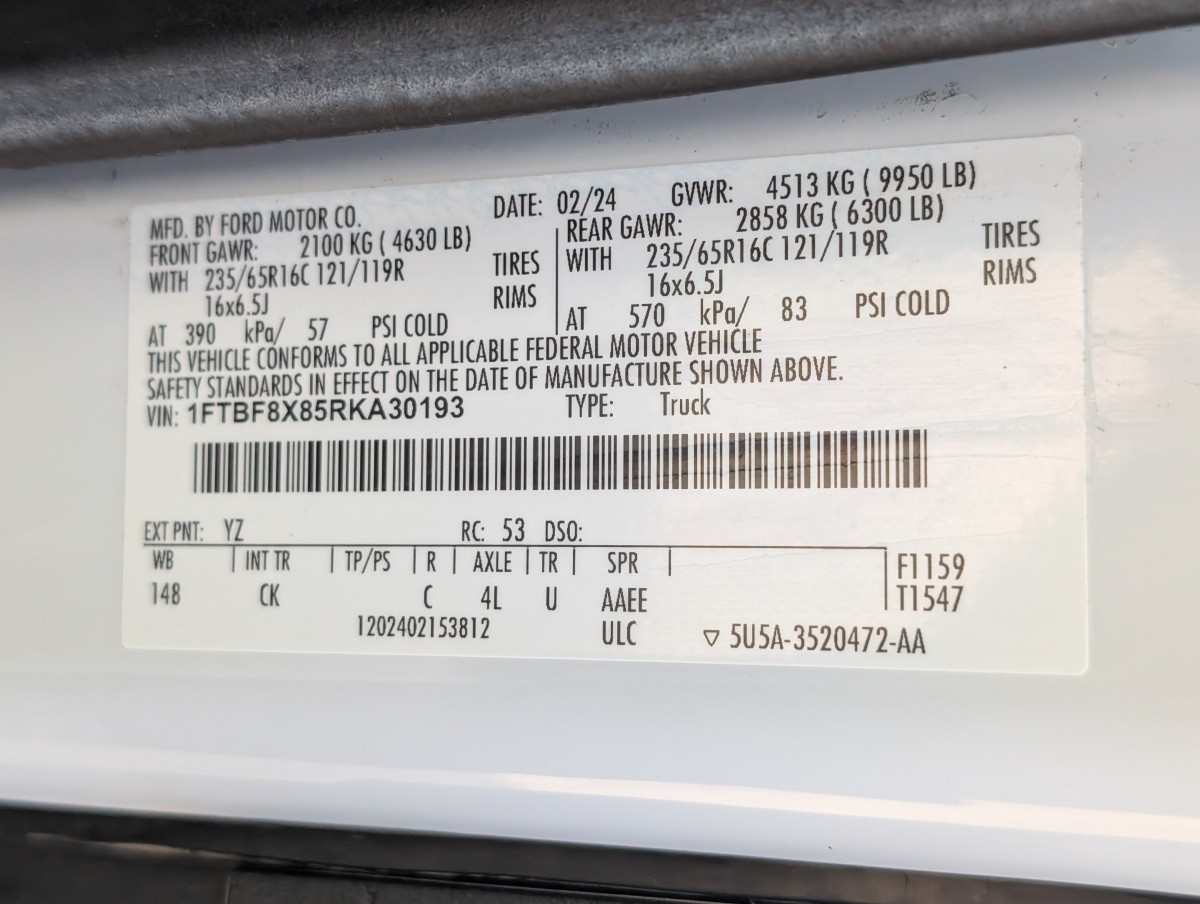 MFD. BY FORD MOTOR CO. DATE: 02/24 GVWR: 4513 KG ( 9950 LB)
FRONT GAWR: 2100 KG ( 4630 LB) REAR GAWR: 2858 KG ( 6300 LB)
WITH 235/65R16C 121/119R TIRES WITH 235/65R16C 121/119R TIRES
16x6.5J RIMS 16x6.5J RIMS
AT 390 kPa/ 57 PSI COLD AT 570 kPa/ 83 PSI COLD
THIS VEHICLE CONFORMS TO ALL APPLICABLE FEDERAL MOTOR VEHICLE
SAFETY STANDARDS IN EFFECT ON THE DATE OF MANUFACTURE SHOWN ABOVE.
VIN: 1FTBF8X85RKA30193 TYPE: Truck
EXT PNT: YZ RC: 53 DSO:
WB INT TR TP/PS R AXLE TR SPR F1159
148 CK C 4L U AAEE T1547
1202402153812 ULC ▽ 5U5A-3520472-AA